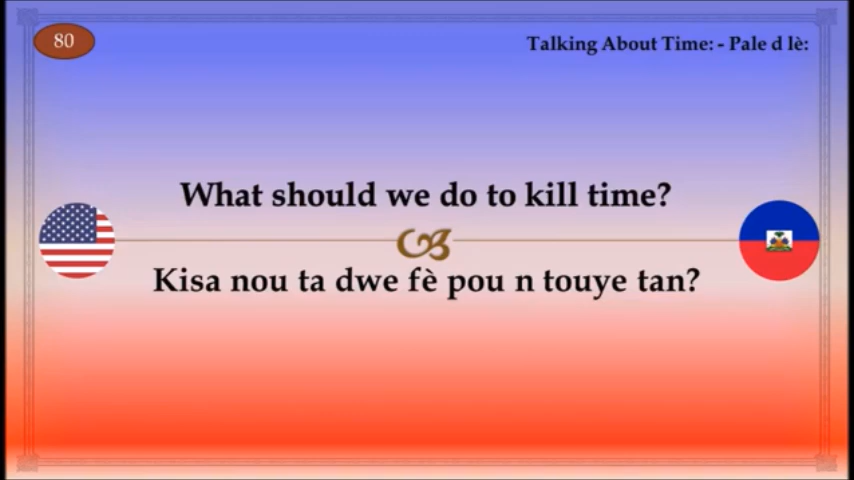 80
Talking About Time: - Pale d lè:
What should we do to kill time?
Kisa nou ta dwe fè pou n touye tan?